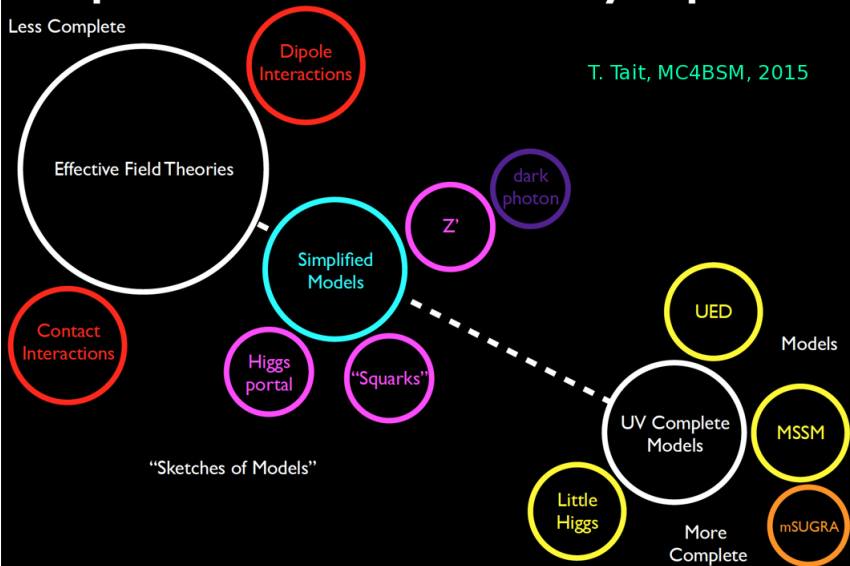 Less Complete
Dipole
Interactions
T. Tait, MC4BSM, 2015
Effective Field Theories
dark
photon
Z’
Simplified
Models
UED
Contact
Interactions
Models
Higgs
portal
“Squarks”
UV Complete
Models
MSSM
“Sketches of Models”
Little
Higgs
mSUGRA
More
Complete